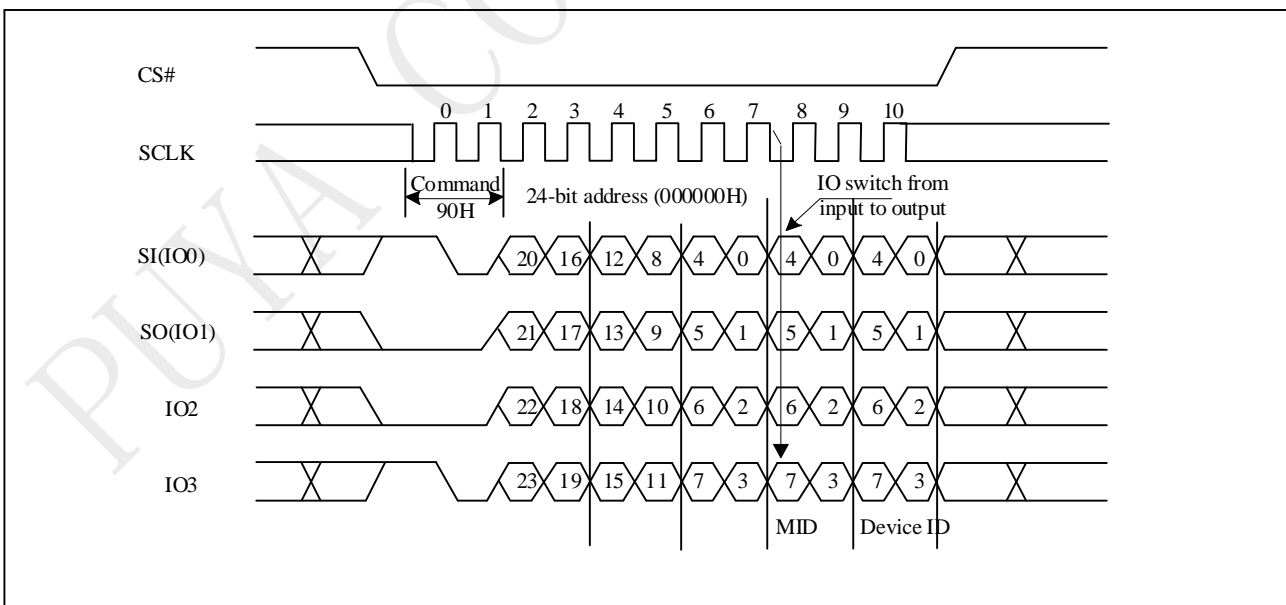 PUYA CO
CS#
0 1 2 3 4 5 6 7 8 9 10
SCLK
Command
90H
24-bit address (000000H)
IO switch from
input to output
SI(IO0)
20 16 12 8 4 0 4 0 4 0
SO(IO1)
21 17 13 9 5 1 5 1 5 1
IO2
22 18 14 10 6 2 6 2 6 2
IO3
23 19 15 11 7 3 7 3 7 3
MID
Device ID